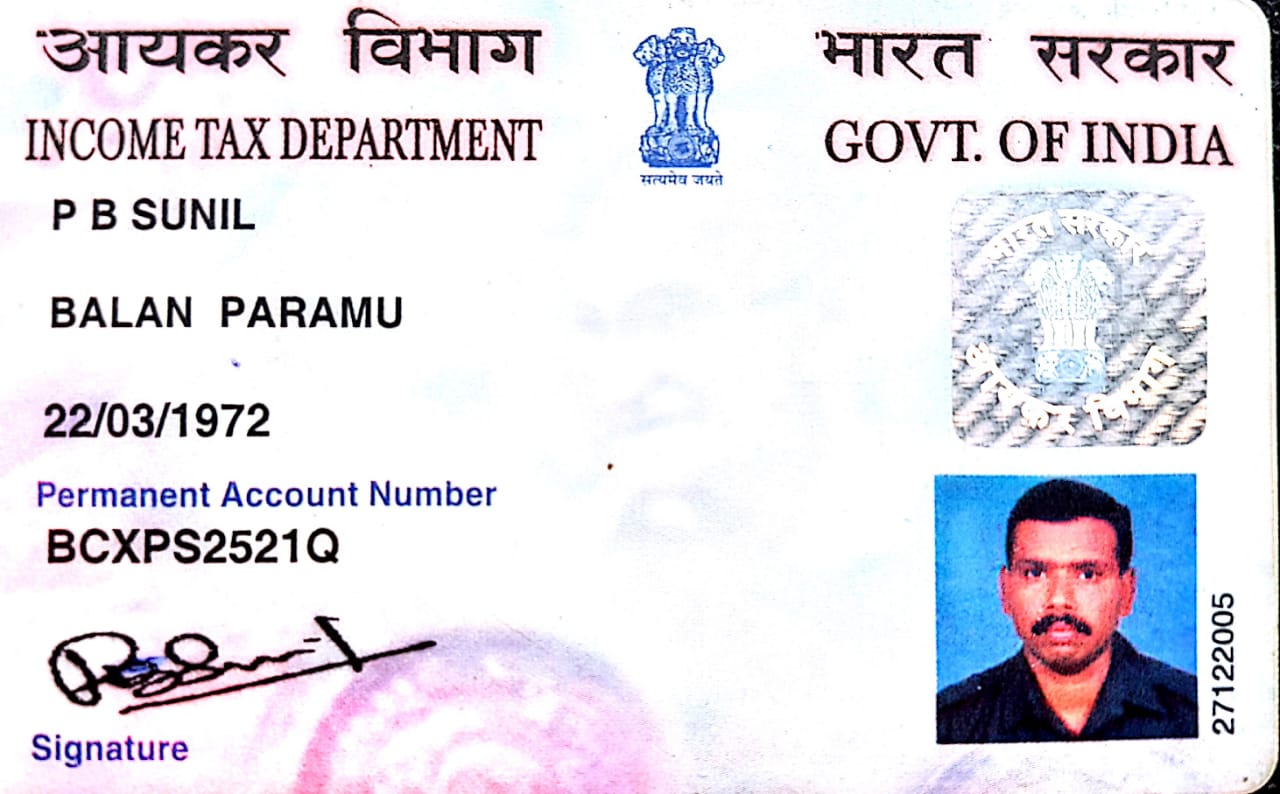 आयकर विभाग
INCOME TAX DEPARTMENT
सत्यमेव जयते
भारत सरकार
GOVT. OF INDIA
P B SUNIL
BALAN PARAMU
22/03/1972
Permanent Account Number
BCXPS2521Q
Signature
भारत सरकार
आयकर विभाग
27122005